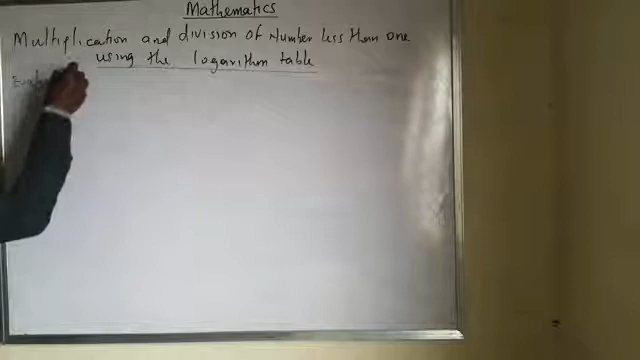 Mathematics
Multiplication and division of Number less than one
using the logarithm table